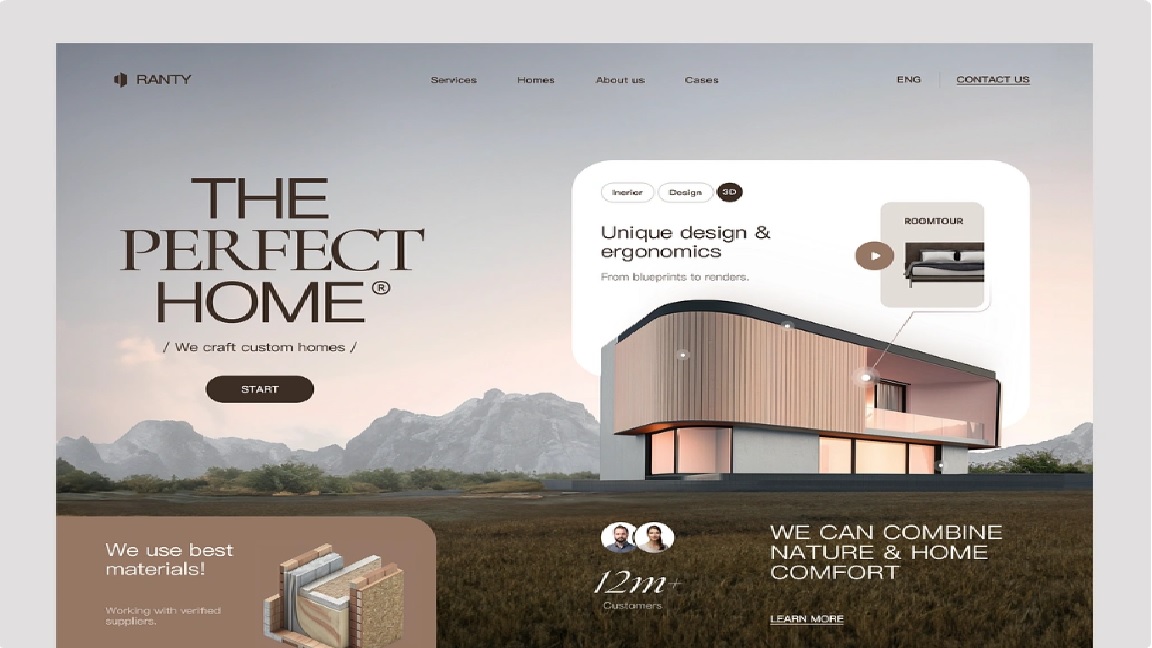 RANTY
Services Homes About us Cases
ENG CONTACT US
THE
PERFECT
HOME®
/ We craft custom homes /
START
Inerior Design 3D
Unique design &
ergonomics
From blueprints to renders.
ROOMTOUR
We use best
materials!
Working with verified
suppliers.
12m+
Customers
WE CAN COMBINE
NATURE & HOME
COMFORT
LEARN MORE